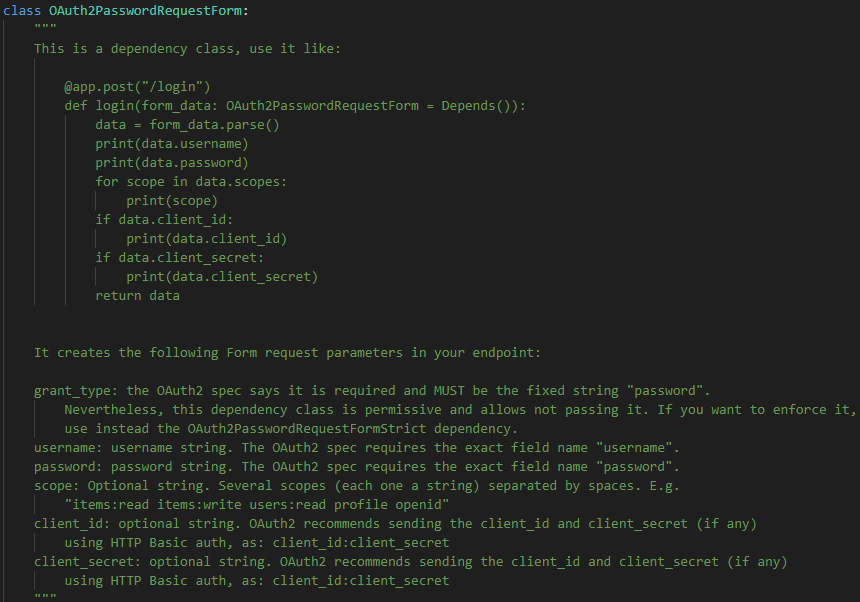 class OAuth2PasswordRequestForm:
    """
    This is a dependency class, use it like:

        @app.post("/login")
        def login(form_data: OAuth2PasswordRequestForm = Depends()):
            data = form_data.parse()
            print(data.username)
            print(data.password)
            for scope in data.scopes:
                print(scope)
            if data.client_id:
                print(data.client_id)
            if data.client_secret:
                print(data.client_secret)
            return data


    It creates the following Form request parameters in your endpoint:

    grant_type: the OAuth2 spec says it is required and MUST be the fixed string "password".
        Nevertheless, this dependency class is permissive and allows not passing it. If you want to enforce it,
        use instead the OAuth2PasswordRequestFormStrict dependency.
    username: username string. The OAuth2 spec requires the exact field name "username".
    password: password string. The OAuth2 spec requires the exact field name "password".
    scope: Optional string. Several scopes (each one a string) separated by spaces. E.g.
        "items:read items:write users:read profile openid"
    client_id: optional string. OAuth2 recommends sending the client_id and client_secret (if any)
        using HTTP Basic auth, as: client_id:client_secret
    client_secret: optional string. OAuth2 recommends sending the client_id and client_secret (if any)
        using HTTP Basic auth, as: client_id:client_secret
    """